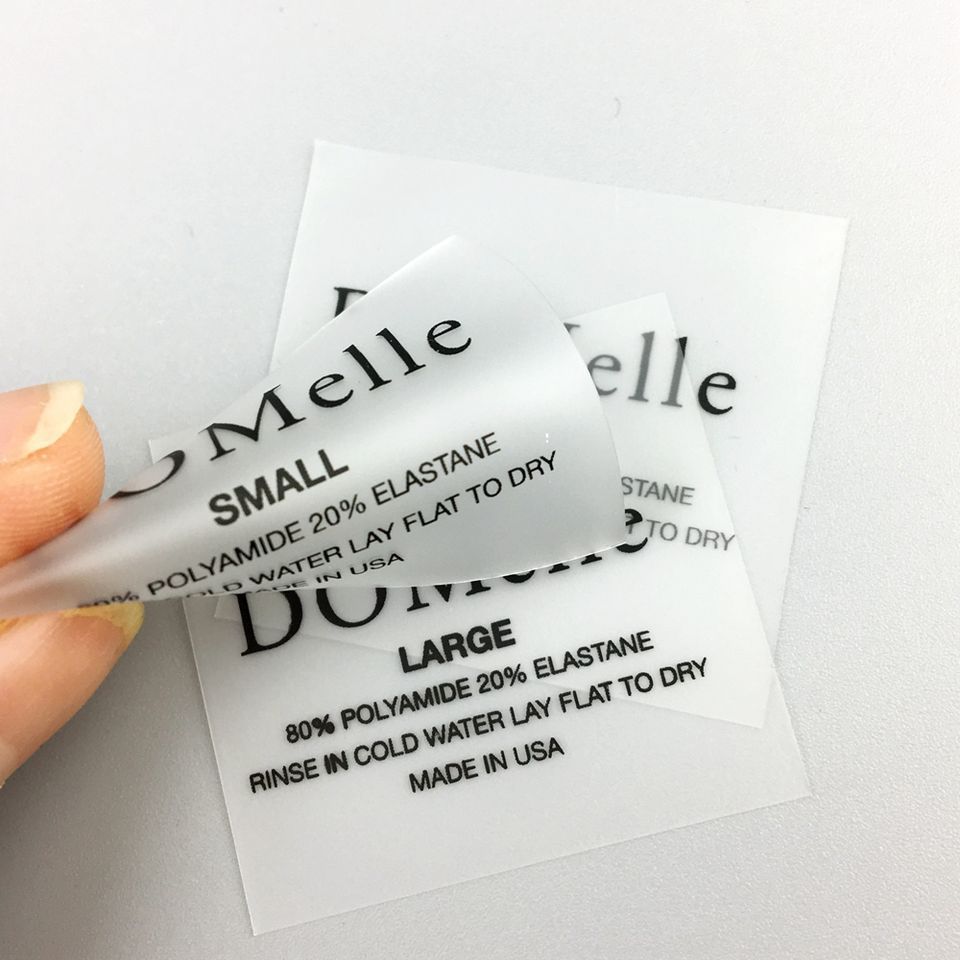 elle
TO DRY
Melle
SMALL
80% POLYAMIDE 20% ELASTANE
COLD WATER LAY FLAT TO DRY
MADE IN USA
DOMelle
LARGE
80% POLYAMIDE 20% ELASTANE
RINSE IN COLD WATER LAY FLAT TO DRY
MADE IN USA